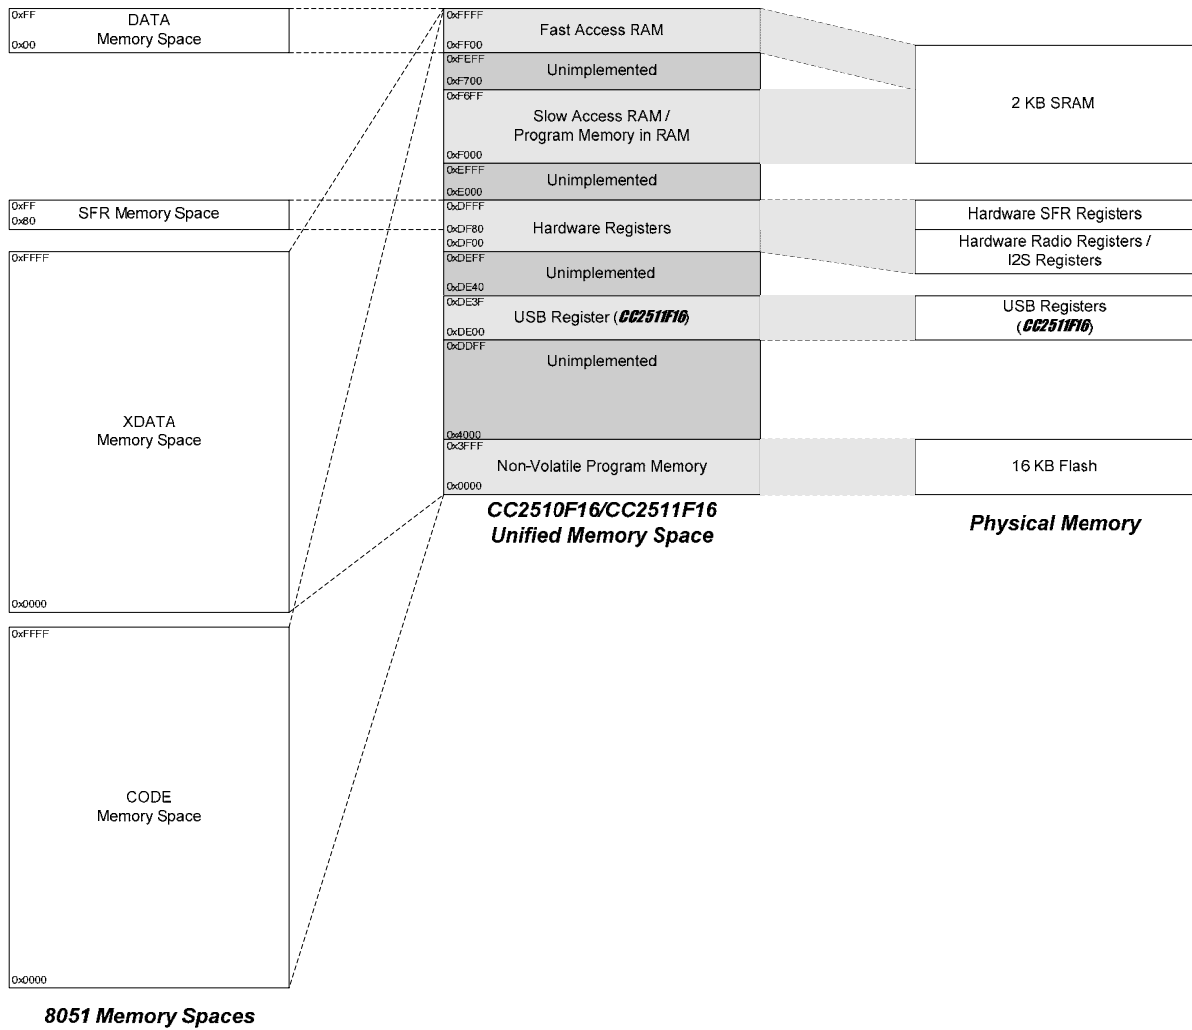 0xFF
DATA
Memory Space
0x00
0xFF
SFR Memory Space
0x80
0xFFFF
XDATA
Memory Space
0x0000
0xFFFF
CODE
Memory Space
0x0000
8051 Memory Spaces
0xFFFF
Fast Access RAM
0xFF00
0xFEFF
Unimplemented
0xF700
0xF6FF
Slow Access RAM /
Program Memory in RAM
0xF000
0xEFFF
Unimplemented
0xE000
0xDFFF
Hardware Registers
0xDF80
0xDF00
0xDEFF
Unimplemented
0xDE40
0xDE3F
USB Register (CC2511F16)
0xDE00
0xDDFF
Unimplemented
0x4000
0x3FFF
Non-Volatile Program Memory
0x0000
CC2510F16/CC2511F16
Unified Memory Space
2 KB SRAM
Hardware SFR Registers
Hardware Radio Registers /
I2S Registers
USB Registers
(CC2511F16)
16 KB Flash
Physical Memory